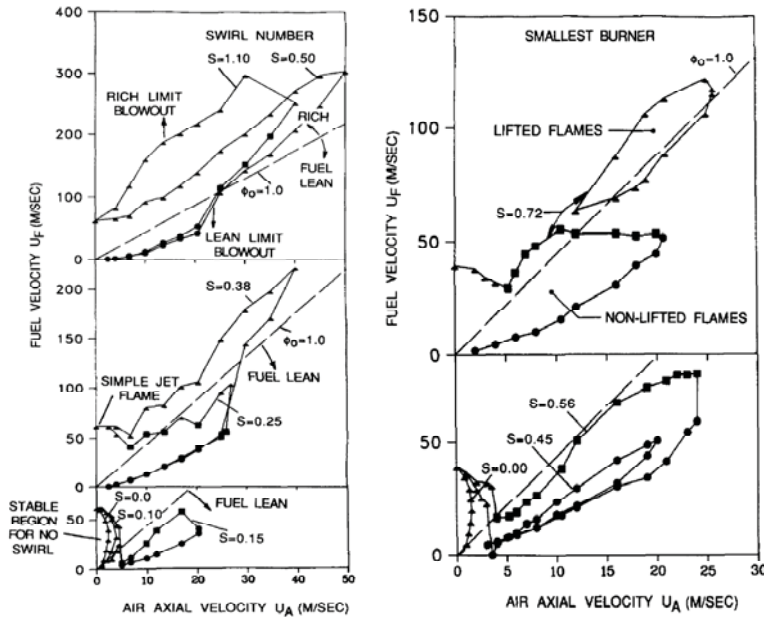 SWIRL NUMBER
S=1.10
S=0.50
RICH LIMIT
BLOWOUT
RICH
FUEL
LEAN
ϕ₀=1.0
LEAN LIMIT
BLOWOUT
400
300
200
100
0
FUEL VELOCITY U_F (M/SEC)
S=0.38
ϕ₀=1.0
FUEL LEAN
SIMPLE JET
FLAME
S=0.25
200
150
100
50
0
STABLE
REGION
FOR NO
SWIRL
S=0.0
S=0.10
FUEL LEAN
S=0.15
50
0
0 10 20 30 40 50
AIR AXIAL VELOCITY U_A (M/SEC)
SMALLEST BURNER
ϕ₀=1.0
LIFTED FLAMES
S=0.72
NON-LIFTED FLAMES
150
100
50
0
FUEL VELOCITY U_F (M/SEC)
S=0.56
S=0.45
S=0.00
50
0
0 5 10 15 20 25 30
AIR AXIAL VELOCITY U_A (M/SEC)